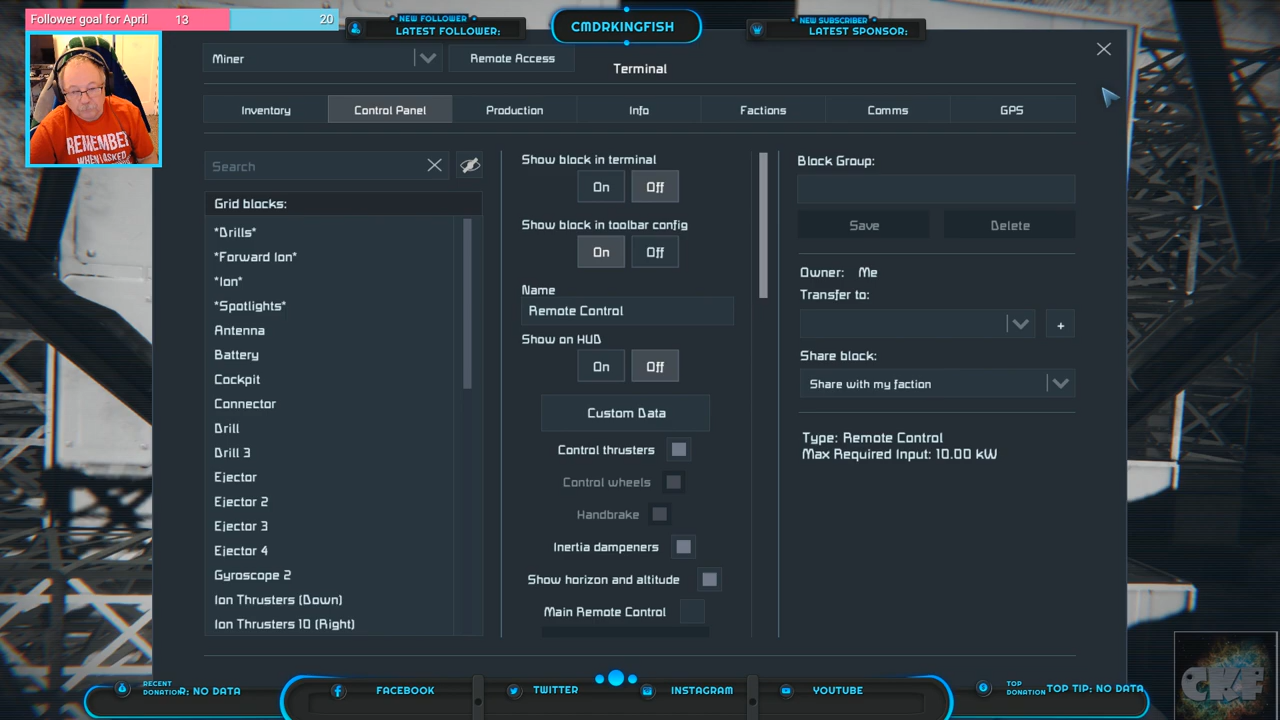 Follower goal for April 13 20
NEW FOLLOWER
LATEST FOLLOWER:
CMDRKINGFISH
NEW SUBSCRIBER
LATEST SPONSOR:
REMEMBER
WHEN I ASKED
Miner
Remote Access
Terminal
Inventory
Control Panel
Production
Info
Factions
Comms
GPS
Search
Grid blocks:
*Drills*
*Forward Ion*
*Ion*
*Spotlights*
Antenna
Battery
Cockpit
Connector
Drill
Drill 3
Ejector
Ejector 2
Ejector 3
Ejector 4
Gyroscope 2
Ion Thrusters (Down)
Ion Thrusters 10 (Right)
Show block in terminal
On Off
Show block in toolbar config
On Off
Name
Remote Control
Show on HUD
On Off
Custom Data
Control thrusters
Control wheels
Handbrake
Inertia dampeners
Show horizon and altitude
Main Remote Control
Block Group:
Save Delete
Owner: Me
Transfer to:
+
Share block:
Share with my faction
Type: Remote Control
Max Required Input: 10.00 kW
RECENT
DONATION
R: NO DATA
FACEBOOK
TWITTER
INSTAGRAM
YOUTUBE
TOP
DONATION
TOP TIP: NO DATA
CKF